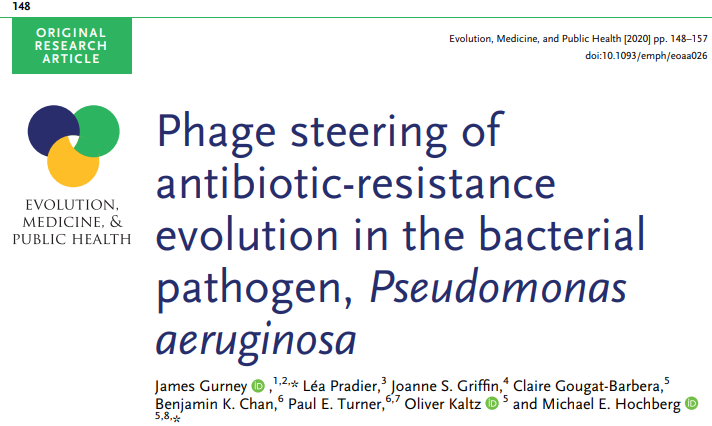 148
ORIGINAL
RESEARCH
ARTICLE
Evolution, Medicine, and Public Health [2020] pp. 148–157
doi:10.1093/emph/eoaa026
EVOLUTION,
MEDICINE, &
PUBLIC HEALTH
Phage steering of
antibiotic-resistance
evolution in the bacterial
pathogen, Pseudomonas
aeruginosa
James Gurney iD ,1,2,* Léa Pradier,3 Joanne S. Griffin,4 Claire Gougat-Barbera,5
Benjamin K. Chan,6 Paul E. Turner,6,7 Oliver Kaltz iD 5 and Michael E. Hochberg iD
5,8,*